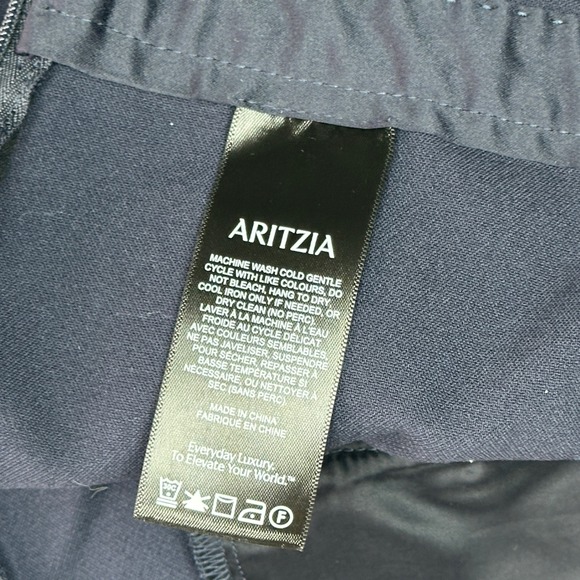 ARITZIA
MACHINE WASH COLD GENTLE
CYCLE WITH LIKE COLOURS, DO
NOT BLEACH, HANG TO DRY
COOL IRON ONLY IF NEEDED, OR
DRY CLEAN (NO PERC)
LAVER À LA MACHINE À L'EAU
FROIDE AU CYCLE DÉLICAT
AVEC COULEURS SEMBLABLES,
NE PAS JAVELISER, SUSPENDRE
POUR SÉCHER, REPASSER À
BASSE TEMPÉRATURE SI
NÉCESSAIRE, OU NETTOYER À
SEC (SANS PERC)
MADE IN CHINA
FABRIQUÉ EN CHINE
Everyday Luxury.
To Elevate Your World.™
30C
F